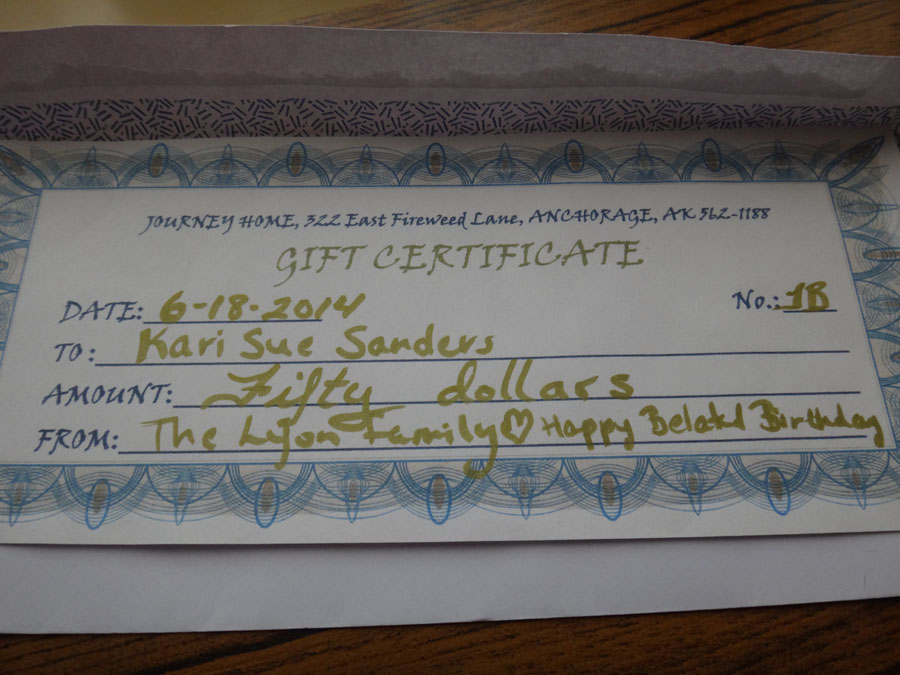 JOURNEY HOME, 322 East Fireweed Lane, ANCHORAGE, AK 562-1188
GIFT CERTIFICATE
DATE: 6-18-2014 No.: 1B
TO: Kari Sue Sanders
AMOUNT: Fifty dollars
FROM: The Lyon Family♡ Happy Belatd Birthday